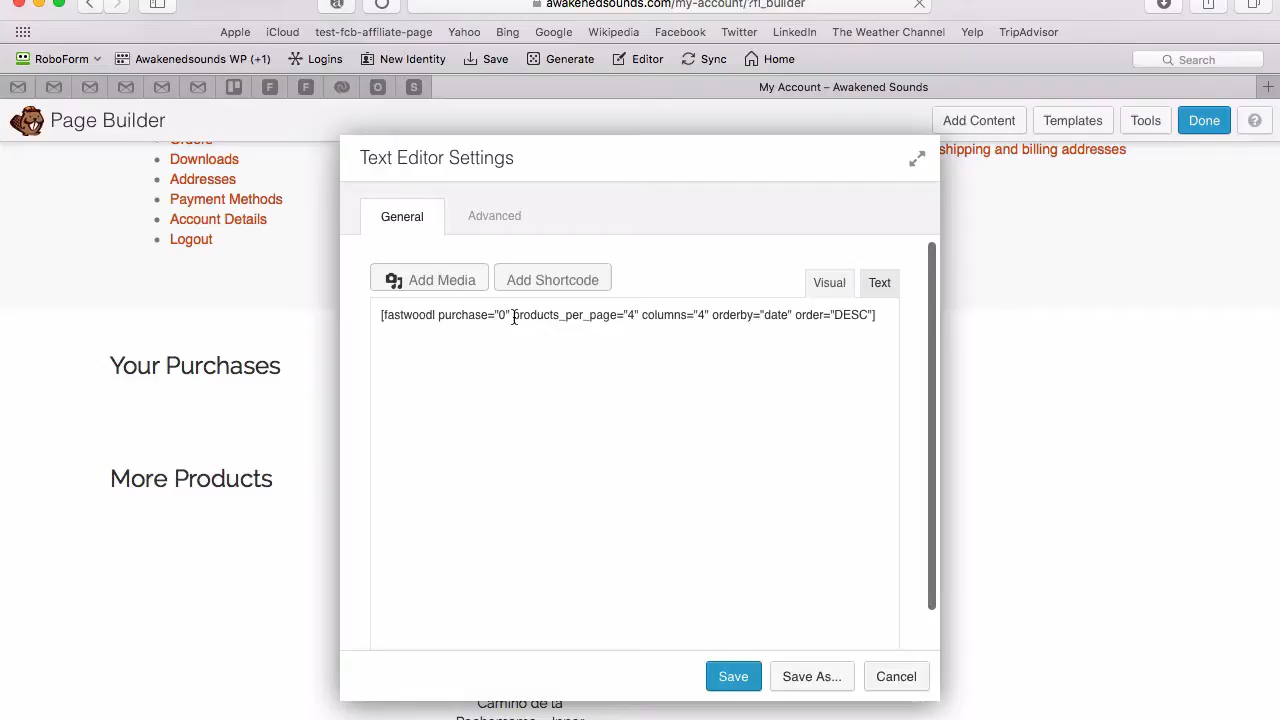 awakenedsounds.com/my-account/?fl_builder
Apple iCloud test-fcb-affiliate-page Yahoo Bing Google Wikipedia Facebook Twitter LinkedIn The Weather Channel Yelp TripAdvisor
RoboForm Awakenedsounds WP (+1) Logins New Identity Save Generate Editor Sync Home Search
F F O S My Account – Awakened Sounds
Page Builder Add Content Templates Tools Done
Orders
Downloads
Addresses
Payment Methods
Account Details
Logout
shipping and billing addresses
Text Editor Settings
General Advanced
Add Media Add Shortcode Visual Text
[fastwoodl purchase="0" products_per_page="4" columns="4" orderby="date" order="DESC"]
Your Purchases
More Products
Save Save As... Cancel
Camino de la